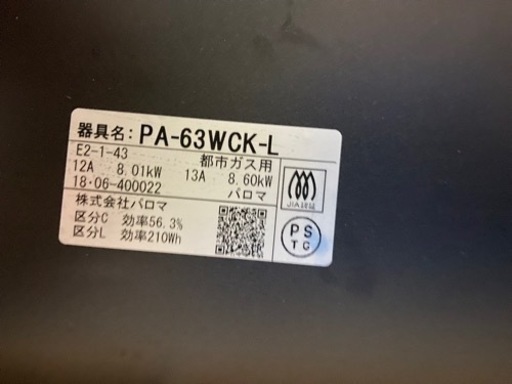 器具名: PA-63WCK-L
E2-1-43 都市ガス用
12A 8.01kW 13A 8.60kW
18·06-400022 パロマ
株式会社パロマ
区分C 効率56.3%
区分L 効率210Wh
JIA認証
PS
TG